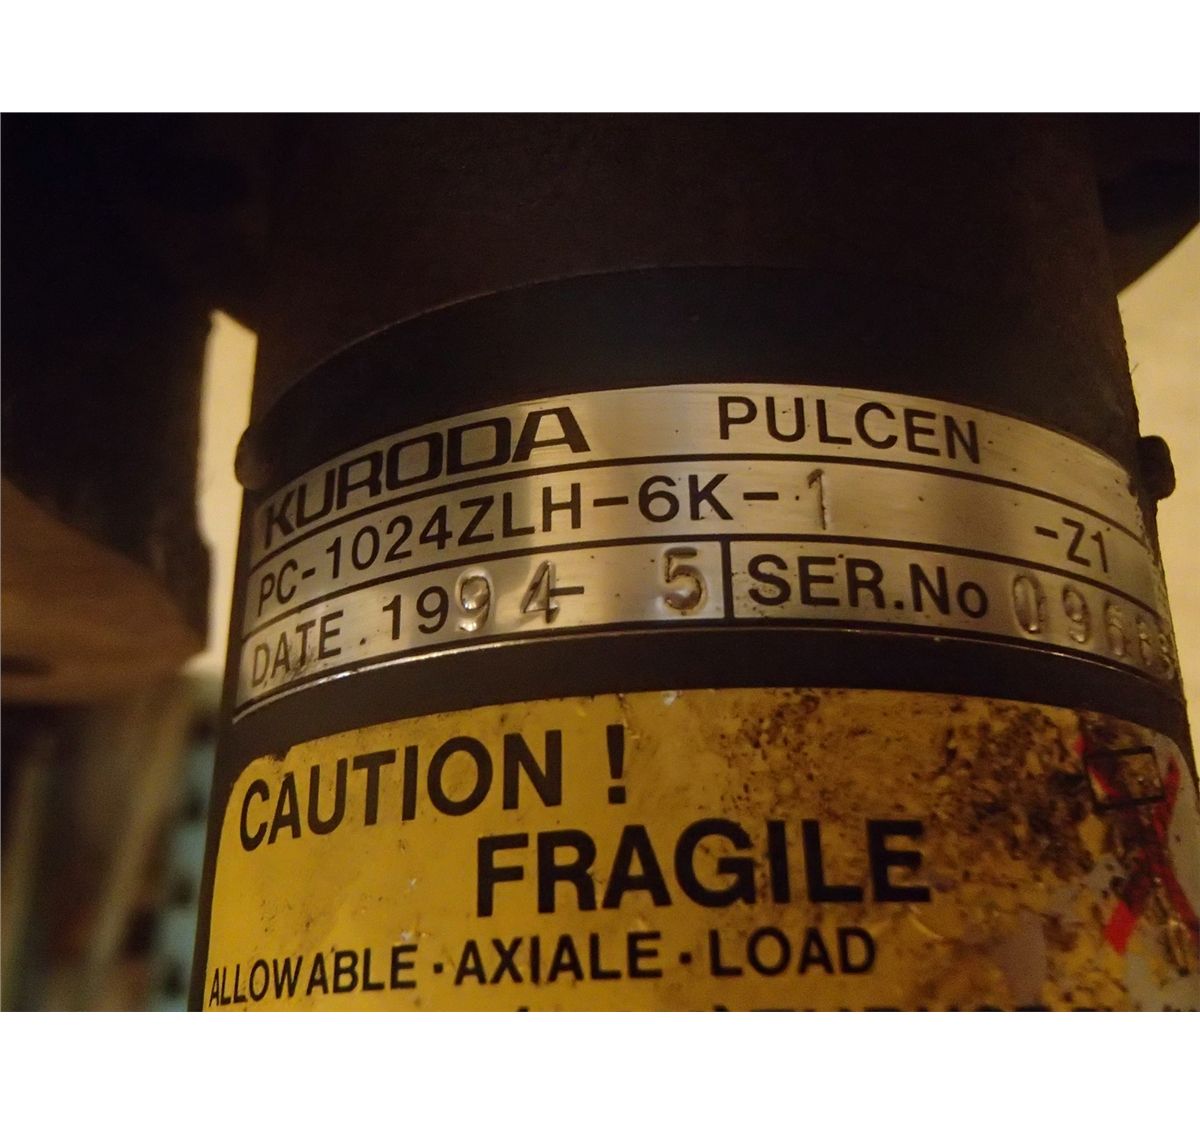 KURODA PULCEN
PC-1024ZLH-6K-1 -Z1
DATE. 1994- 5 SER.No
CAUTION !
FRAGILE
ALLOWABLE·AXIALE·LOAD